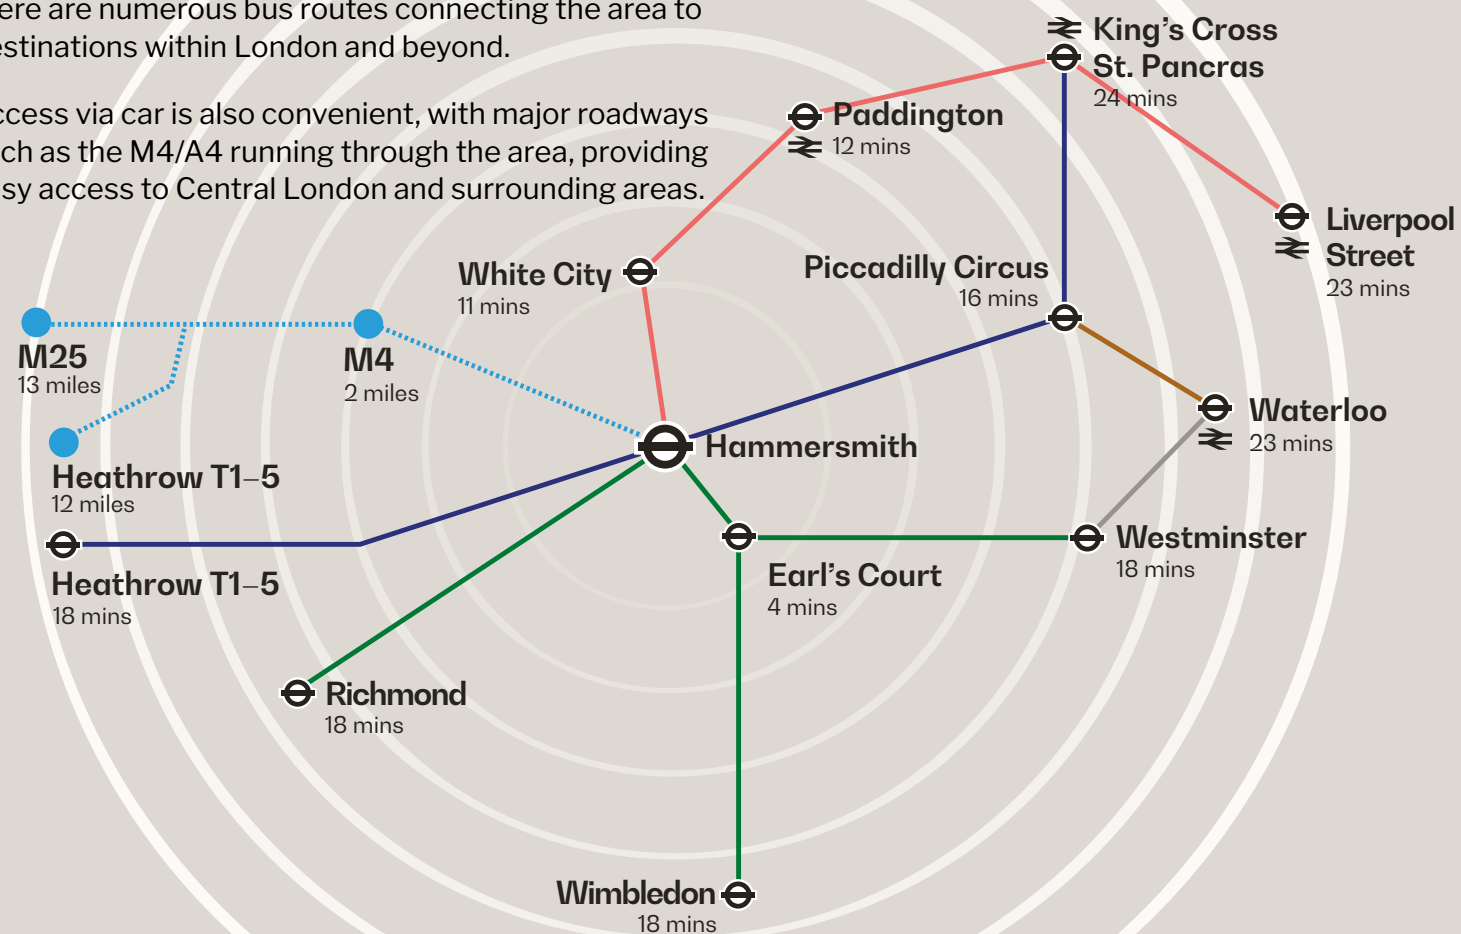 ere are numerous bus routes connecting the area to
estinations within London and beyond.
ccess via car is also convenient, with major roadways
ch as the M4/A4 running through the area, providing
sy access to Central London and surrounding areas.
King’s Cross
St. Pancras
24 mins
Paddington
12 mins
Liverpool
Street
23 mins
White City
11 mins
Piccadilly Circus
16 mins
M25
13 miles
M4
2 miles
Waterloo
23 mins
Hammersmith
Heathrow T1–5
12 miles
Westminster
18 mins
Earl’s Court
4 mins
Heathrow T1–5
18 mins
Richmond
18 mins
Wimbledon
18 mins